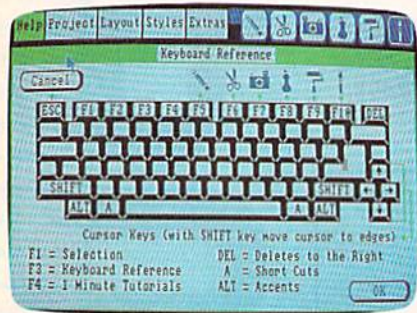 Help Project Layout Styles Extras
Keyboard Reference
Cancel
ESC F1 F2 F3 F4 F5 F6 F7 F8 F9 F10 DEL
SHIFT SHIFT
ALT A A ALT
Cursor Keys (with SHIFT key move cursor to edges)
F1 = Selection DEL = Deletes to the Right
F3 = Keyboard Reference A = Short Cuts
F4 = 1 Minute Tutorials ALT = Accents
OK